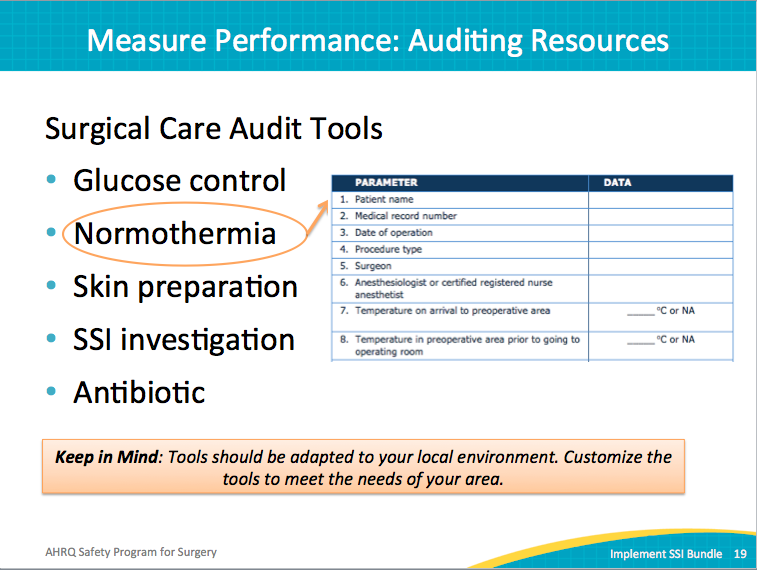 Measure Performance: Auditing Resources
Surgical Care Audit Tools
• Glucose control
• Normothermia
• Skin preparation
• SSI investigation
• Antibiotic
PARAMETER DATA
1. Patient name
2. Medical record number
3. Date of operation
4. Procedure type
5. Surgeon
6. Anesthesiologist or certified registered nurse
anesthetist
7. Temperature on arrival to preoperative area _____ °C or NA
8. Temperature in preoperative area prior to going to _____ °C or NA
operating room
Keep in Mind: Tools should be adapted to your local environment. Customize the
tools to meet the needs of your area.
AHRQ Safety Program for Surgery
Implement SSI Bundle 19